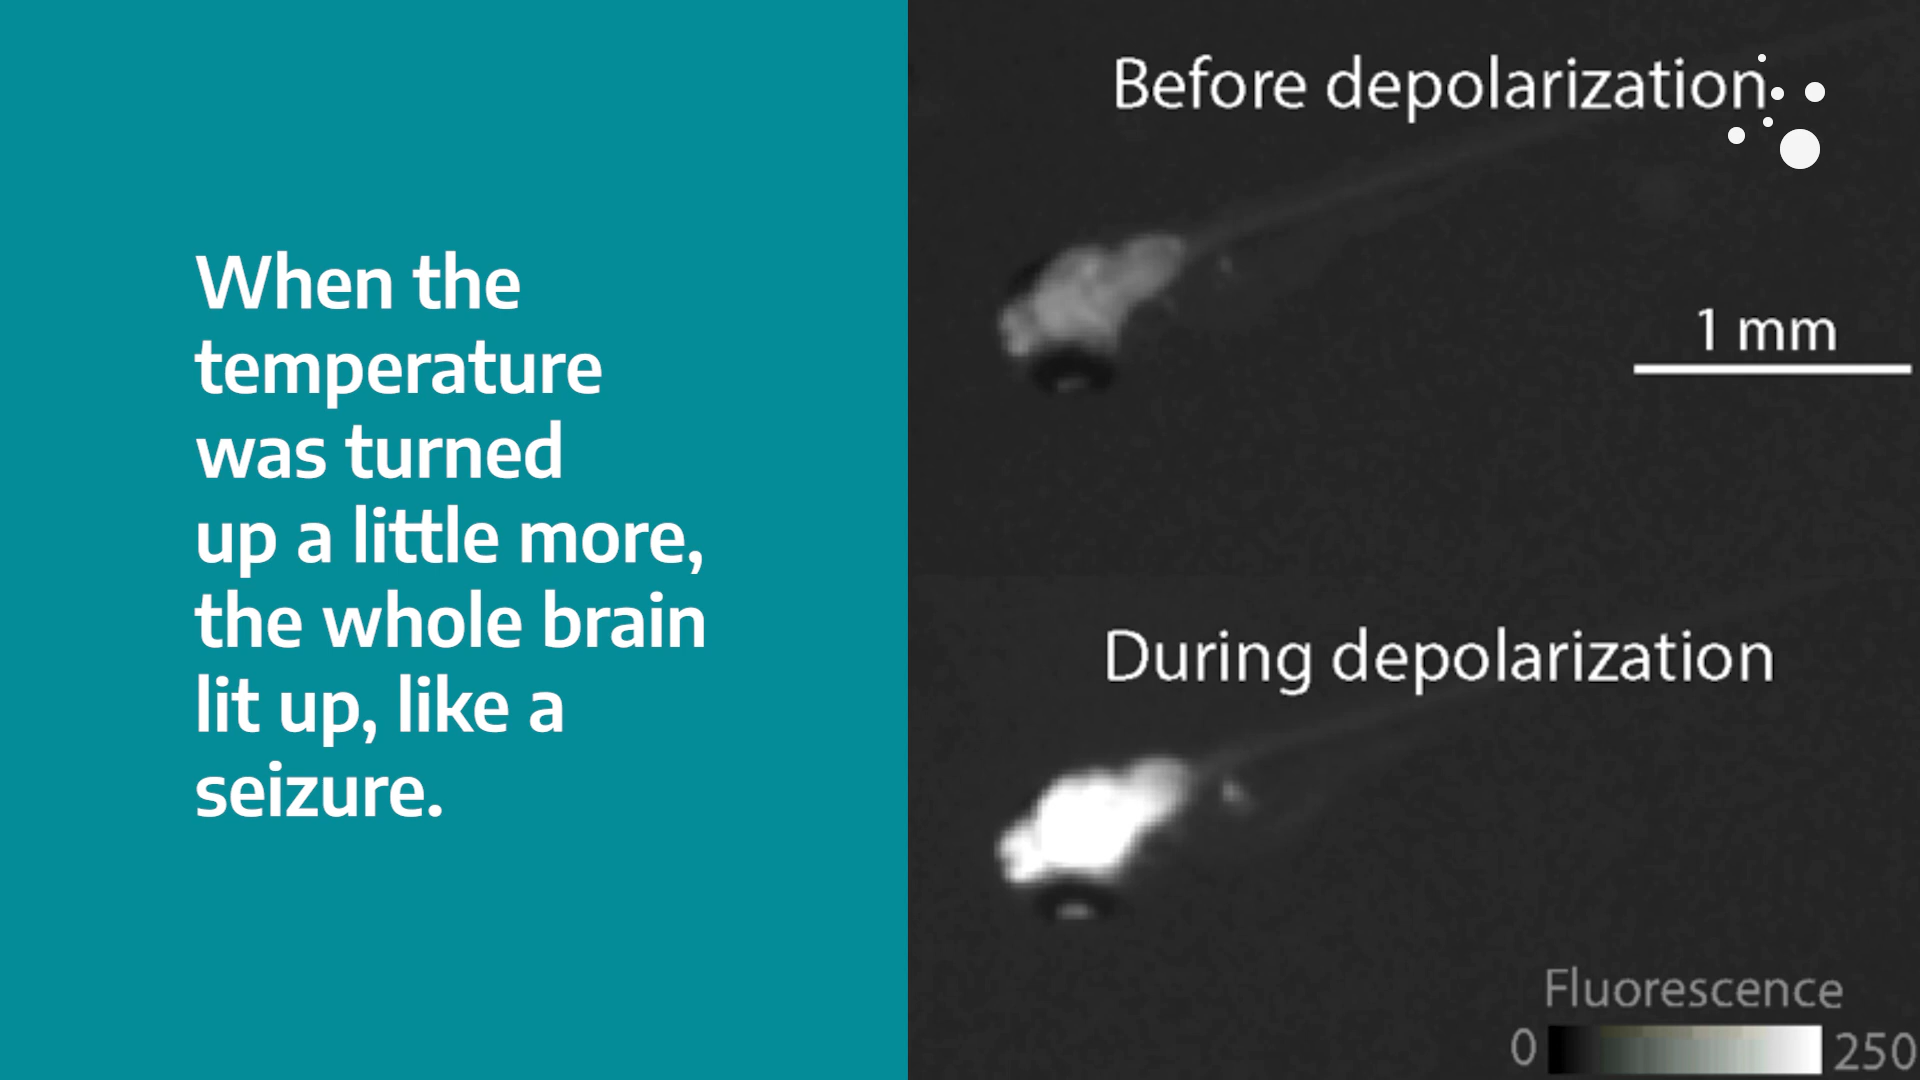 When the
temperature
was turned
up a little more,
the whole brain
lit up, like a
seizure.
Before depolarization
1 mm
During depolarization
Fluorescence
0 250